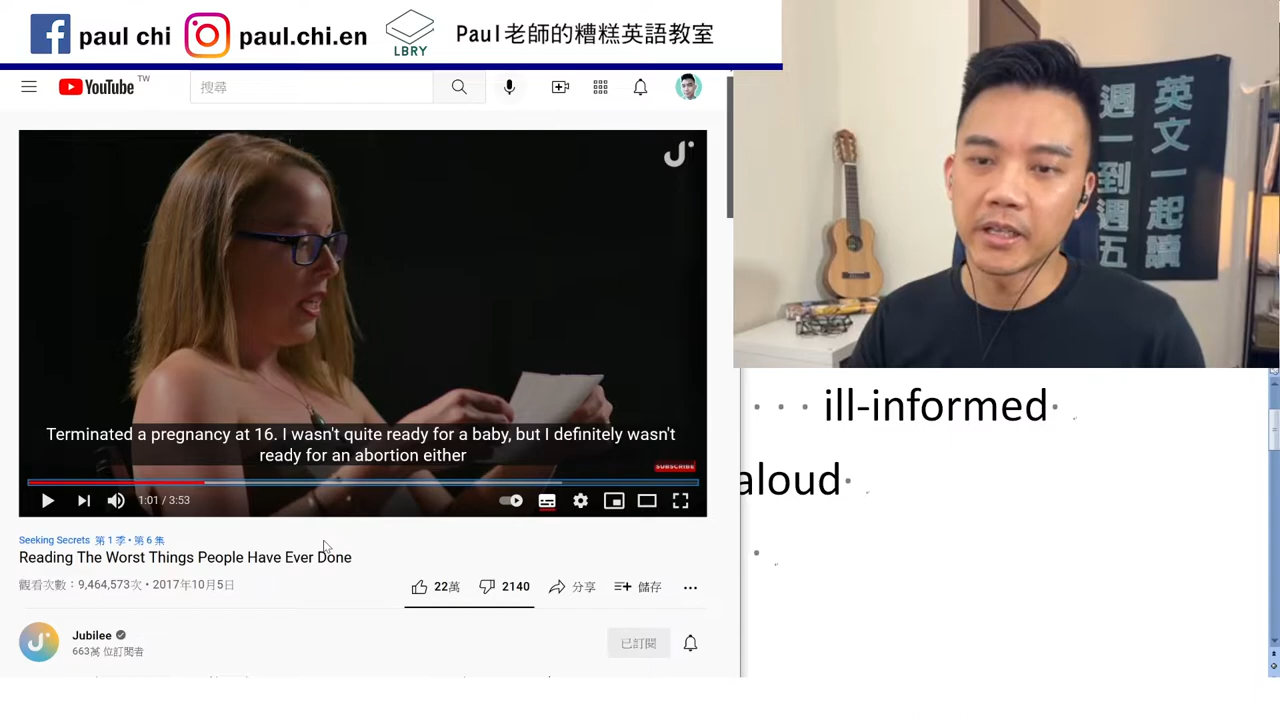 paul chi
paul.chi.en
LBRY
Paul老師的糟糕英語教室
YouTube TW
搜尋
Terminated a pregnancy at 16. I wasn't quite ready for a baby, but I definitely wasn't
ready for an abortion either
SUBSCRIBE
1:01 / 3:53
Seeking Secrets 第 1 季 • 第 6 集
Reading The Worst Things People Have Ever Done
觀看次數：9,464,573次 • 2017年10月5日
22萬
2140
分享
儲存
Jubilee
663萬 位訂閱者
已訂閱
英文一起讀
週一到週五
ill-informed
aloud